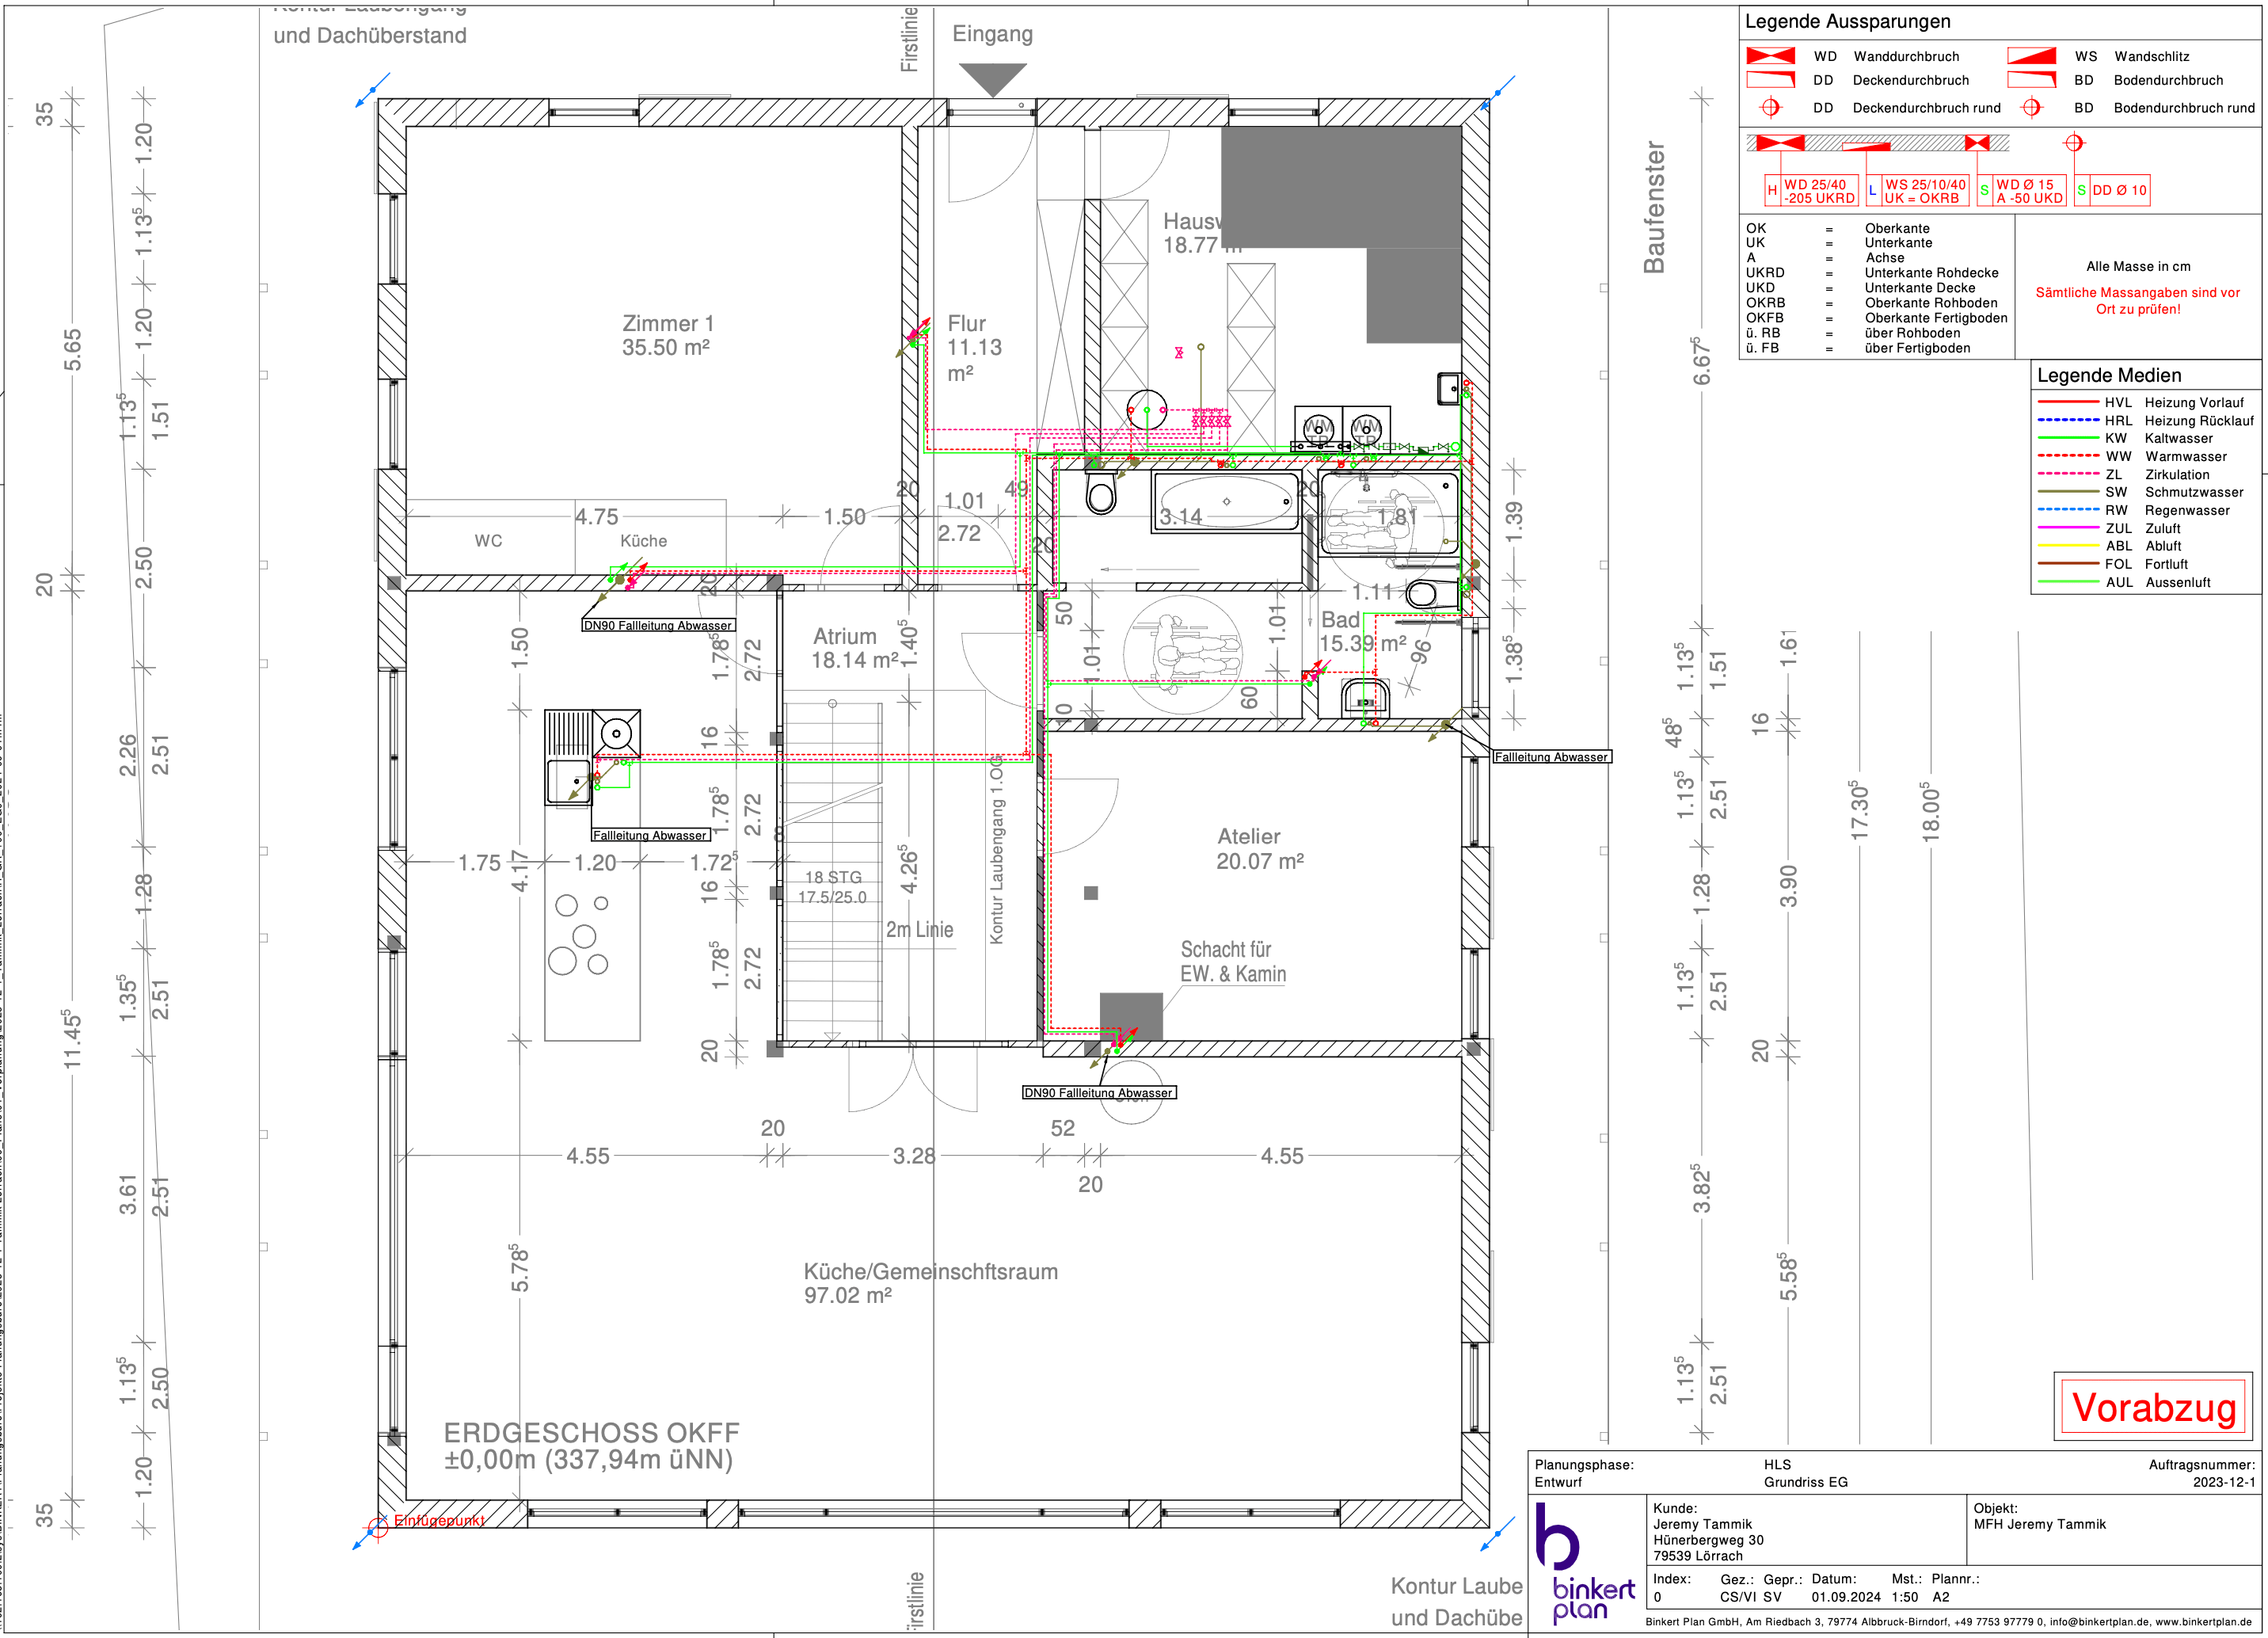 und Dachüberstand
Firstlinie
Eingang
35
1.20
5.65
1.13⁵
1.20
1.13⁵
1.51
20
2.50
2.26
2.51
1.28
11.45⁵
1.35⁵
2.51
3.61
2.51
1.13⁵
2.50
1.20
35
Zimmer 1
35.50 m²
Flur
11.13
m²
18.77
4.75
1.50
20
1.01
2.72
49
20
3.14
20
1.81
WC
Küche
WM
WM
DN90 Fallleitung Abwasser
20
1.50
1.78⁵
2.72
Atrium
18.14 m²
1.40⁵
50
1.01
10
1.01
60
1.11
Bad
15.39 m²
96
1.39
1.38⁵
Fallleitung Abwasser
16
1.78⁵
2.72
8
Fallleitung Abwasser
1.75
4.17
1.20
1.72⁵
16
18 STG
17.5/25.0
4.26⁵
2m Linie
Kontur Laubengang 1.OG
1.78⁵
2.72
20
Atelier
20.07 m²
Schacht für
EW. & Kamin
DN90 Fallleitung Abwasser
20
52
4.55
3.28
4.55
20
5.78⁵
Küche/Gemeinschftsraum
97.02 m²
ERDGESCHOSS OKFF
±0,00m (337,94m üNN)
Einfügepunkt
Kontur Laube
und Dachübe
Baufenster
6.67⁵
1.13⁵
1.51
1.61
48⁵
16
1.13⁵
2.51
17.30⁵
18.00⁵
1.28
3.90
1.13⁵
2.51
20
3.82⁵
5.58⁵
1.13⁵
2.51
Legende Aussparungen
WD Wanddurchbruch
WS Wandschlitz
DD Deckendurchbruch
BD Bodendurchbruch
DD Deckendurchbruch rund
BD Bodendurchbruch rund
H WD 25/40
-205 UKRD
L WS 25/10/40
UK = OKRB
S WD Ø 15
A -50 UKD
S DD Ø 10
OK = Oberkante
UK = Unterkante
A = Achse
UKRD = Unterkante Rohdecke
UKD = Unterkante Decke
OKRB = Oberkante Rohboden
OKFB = Oberkante Fertigboden
ü. RB = über Rohboden
ü. FB = über Fertigboden
Alle Masse in cm
Sämtliche Massangaben sind vor
Ort zu prüfen!
Legende Medien
HVL Heizung Vorlauf
HRL Heizung Rücklauf
KW Kaltwasser
WW Warmwasser
ZL Zirkulation
SW Schmutzwasser
RW Regenwasser
ZUL Zuluft
ABL Abluft
FOL Fortluft
AUL Aussenluft
Vorabzug
Planungsphase:
Entwurf
HLS
Grundriss EG
Auftragsnummer:
2023-12-1
binkert
plan
Kunde:
Jeremy Tammik
Hünerbergweg 30
79539 Lörrach
Objekt:
MFH Jeremy Tammik
Index: Gez.: Gepr.: Datum: Mst.: Plannr.:
0 CS/VI SV 01.09.2024 1:50 A2
Binkert Plan GmbH, Am Riedbach 3, 79774 Albbruck-Birndorf, +49 7753 97779 0, info@binkertplan.de, www.binkertplan.de